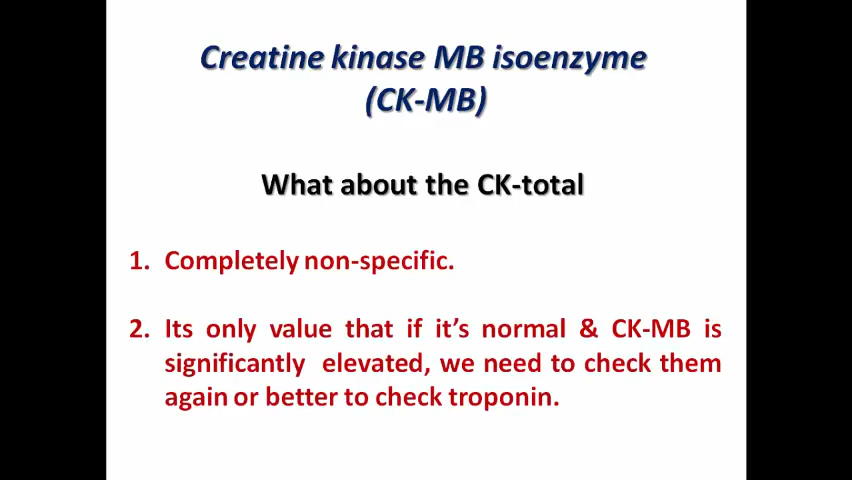 Creatine kinase MB isoenzyme
(CK-MB)
What about the CK-total
1. Completely non-specific.
2. Its only value that if it’s normal & CK-MB is
significantly elevated, we need to check them
again or better to check troponin.